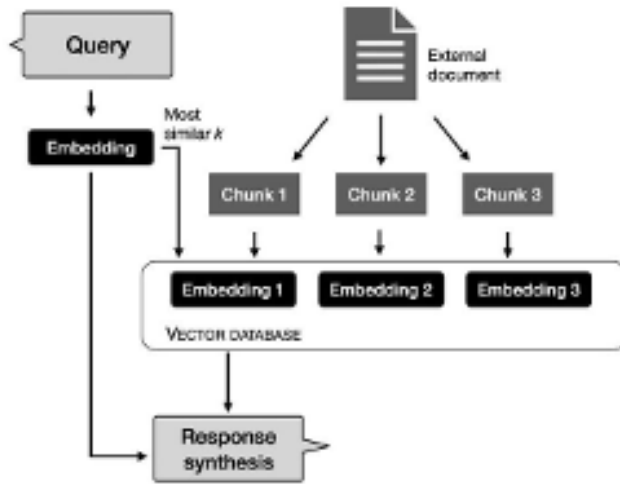 Query
External
document
Most
similar k
Embedding
Chunk 1
Chunk 2
Chunk 3
Embedding 1
Embedding 2
Embedding 3
VECTOR DATABASE
Response
synthesis